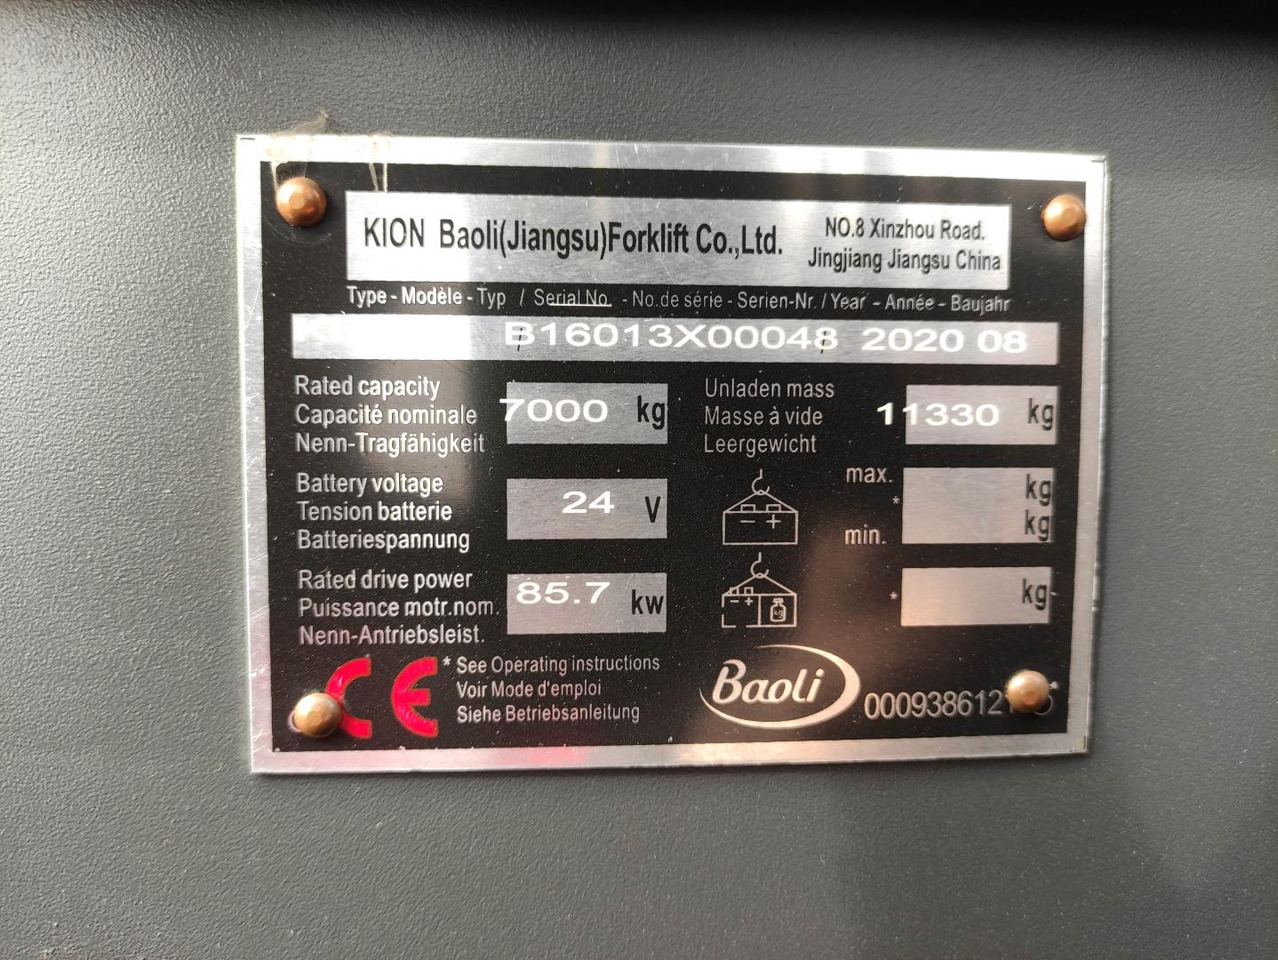 KION Baoli(Jiangsu)Forklift Co.,Ltd.
NO.8 Xinzhou Road,
Jingjiang Jiangsu China
Type - Modèle - Typ / Serial No. - No.de série - Serien-Nr. / Year - Année - Baujahr
B16013X00048 2020 08
Rated capacity
Capacité nominale
Nenn-Tragfähigkeit
7000 kg
Unladen mass
Masse à vide
Leergewicht
11330 kg
Battery voltage
Tension batterie
Batteriespannung
24 V
max. kg
*
min. kg
Rated drive power
Puissance motr.nom.
Nenn-Antriebsleist.
85.7 kw
* kg
CE
* See Operating instructions
Voir Mode d'emploi
Siehe Betriebsanleitung
Baoli